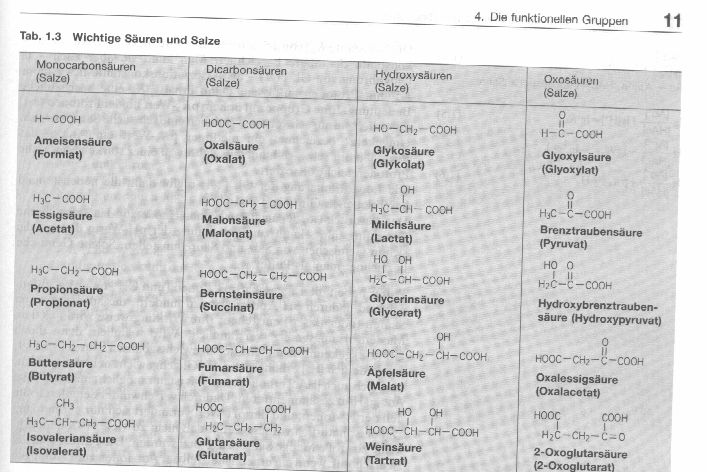 4. Die funktionellen Gruppen 11
Tab. 1.3 Wichtige Säuren und Salze
Monocarbonsäuren
(Salze)
Dicarbonsäuren
(Salze)
Hydroxysäuren
(Salze)
Oxosäuren
(Salze)
H–COOH
Ameisensäure
(Formiat)
HOOC–COOH
Oxalsäure
(Oxalat)
HO–CH₂–COOH
Glykosäure
(Glykolat)
O
H–C–COOH
Glyoxylsäure
(Glyoxylat)
H₃C–COOH
Essigsäure
(Acetat)
HOOC–CH₂–COOH
Malonsäure
(Malonat)
OH
H₃C–CH–COOH
Milchsäure
(Lactat)
O
H₃C–C–COOH
Brenztraubensäure
(Pyruvat)
H₃C–CH₂–COOH
Propionsäure
(Propionat)
HOOC–CH₂–CH₂–COOH
Bernsteinsäure
(Succinat)
HO OH
H₂C–CH–COOH
Glycerinsäure
(Glycerat)
HO O
H₂C–C–COOH
Hydroxybrenztrauben-
säure (Hydroxypyruvat)
H₃C–CH₂–CH₂–COOH
Buttersäure
(Butyrat)
HOOC–CH=CH–COOH
Fumarsäure
(Fumarat)
OH
HOOC–CH₂–CH–COOH
Äpfelsäure
(Malat)
O
HOOC–CH₂–C–COOH
Oxalessigsäure
(Oxalacetat)
CH₃
H₃C–CH–CH₂–COOH
Isovaleriansäure
(Isovalerat)
HOOC COOH
H₂C–CH₂–CH₂
Glutarsäure
(Glutarat)
HO OH
HOOC–CH–CH–COOH
Weinsäure
(Tartrat)
HOOC COOH
H₂C–CH₂–C=O
2-Oxoglutarsäure
(2-Oxoglutarat)